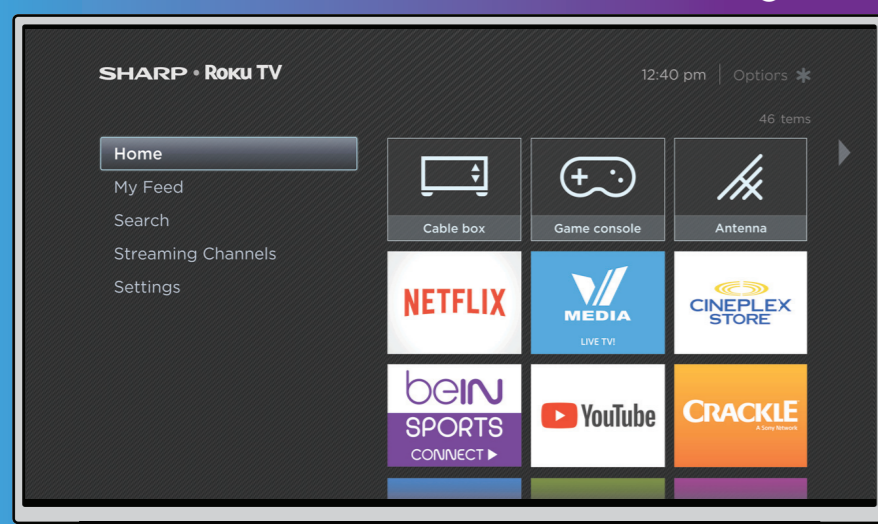 SHARP • ROKU TV
12:40 pm | Optiors ✱
46 tems
Home
My Feed
Search
Streaming Channels
Settings
Cable box
Game console
Antenna
NETFLIX
V MEDIA
LIVE TV!
CINEPLEX
STORE
beIN
SPORTS
CONNECT ▶
YouTube
CRACKLE
A Sony Network